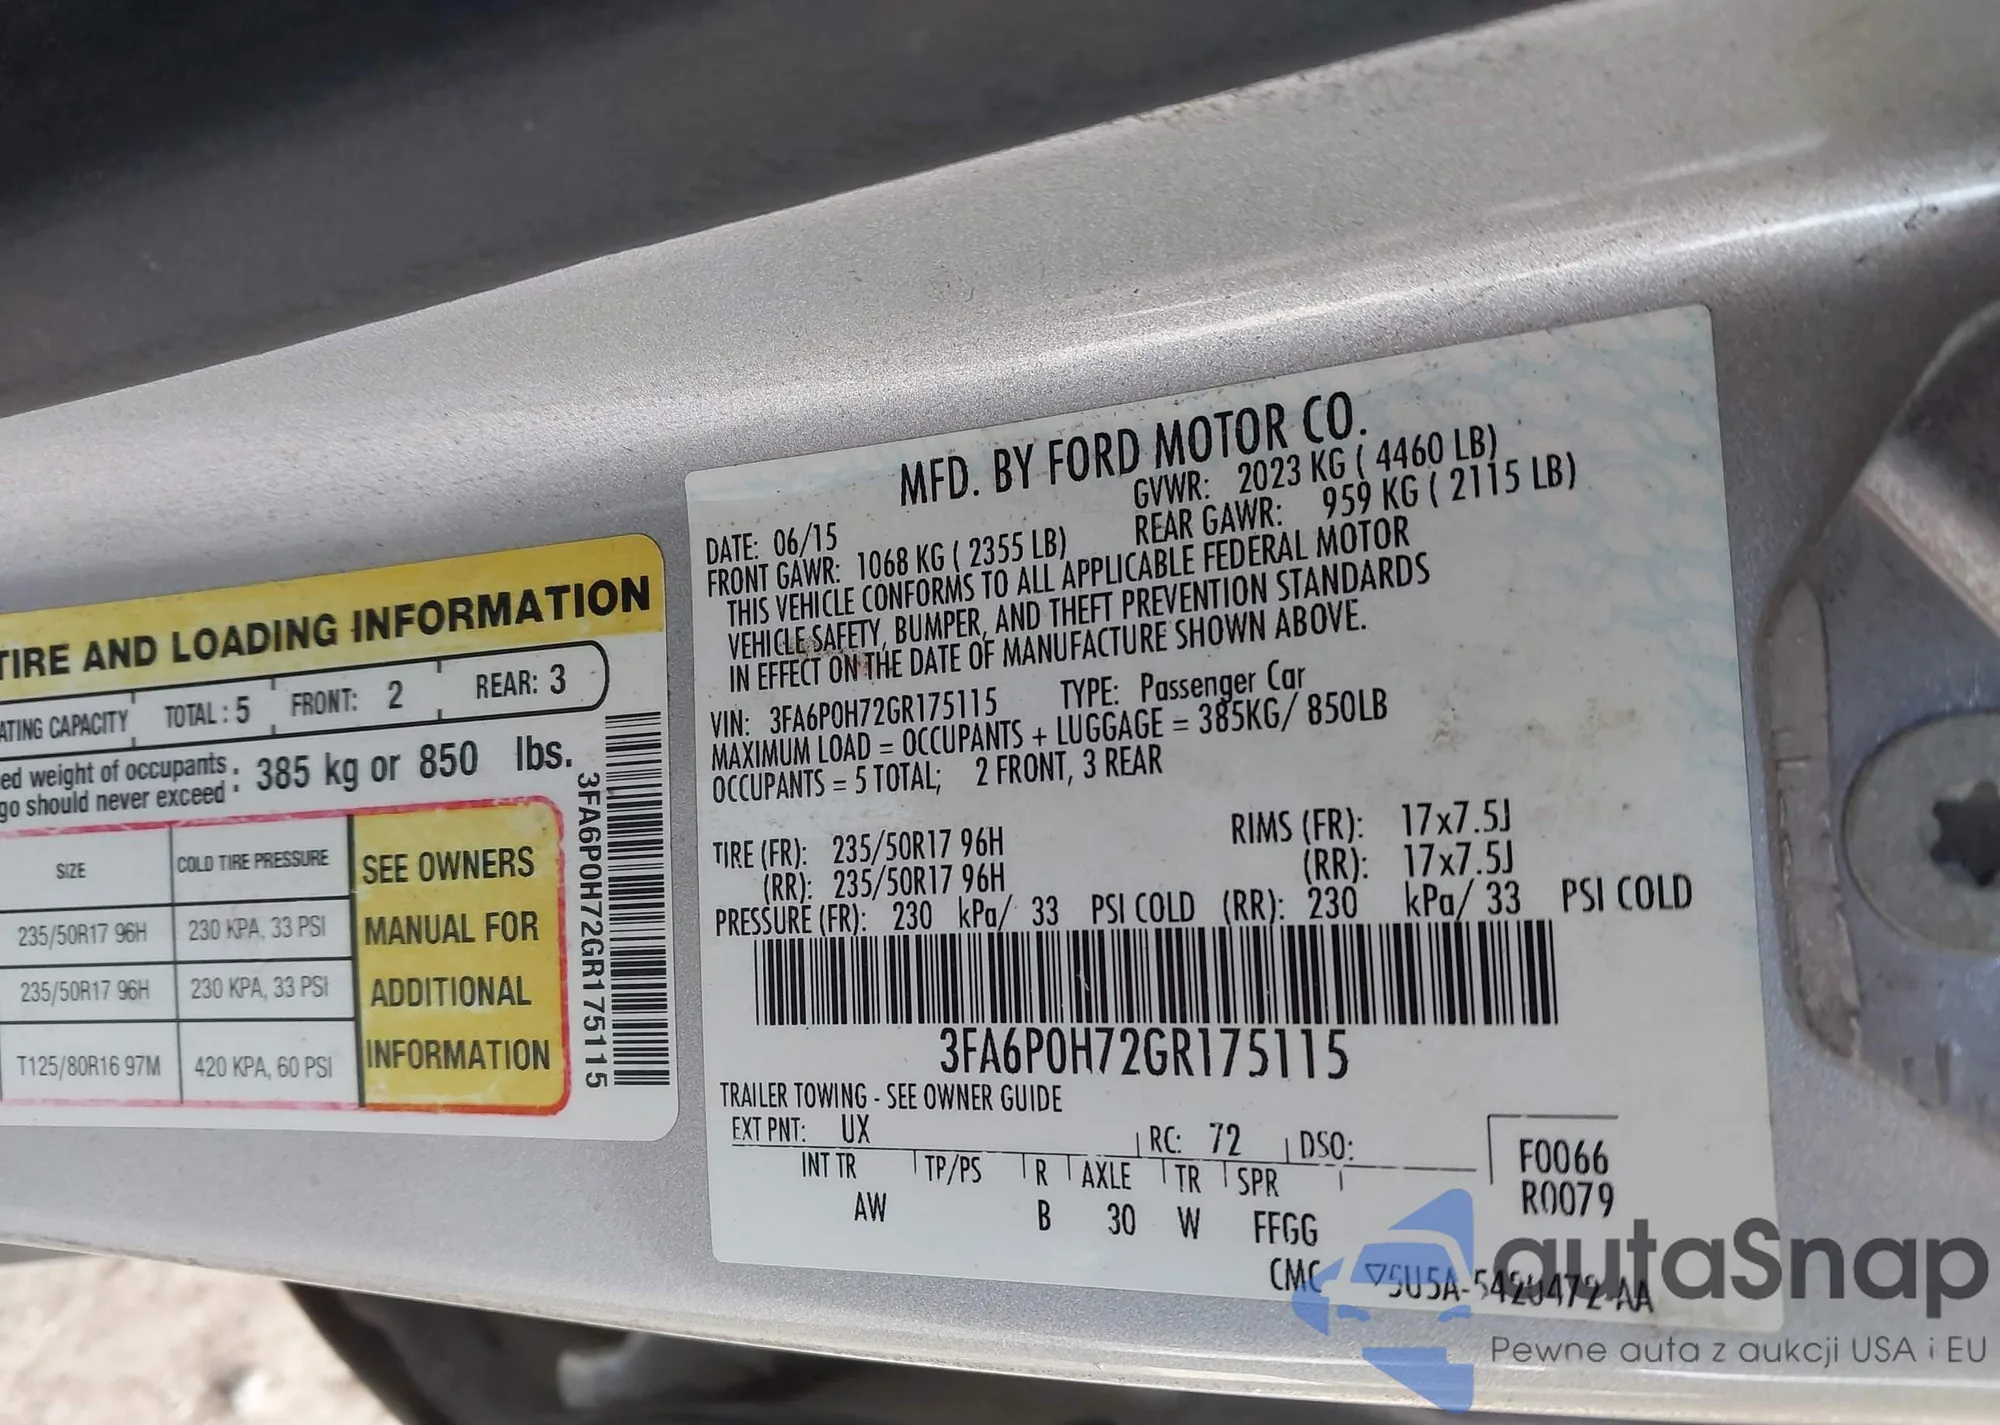 TIRE AND LOADING INFORMATION
ATING CAPACITY TOTAL : 5 FRONT: 2 REAR: 3
ed weight of occupants
go should never exceed : 385 kg or 850 lbs.
SIZE COLD TIRE PRESSURE
235/50R17 96H 230 KPA, 33 PSI
235/50R17 96H 230 KPA, 33 PSI
T125/80R16 97M 420 KPA, 60 PSI
SEE OWNERS
MANUAL FOR
ADDITIONAL
INFORMATION
3FA6P0H72GR175115
MFD. BY FORD MOTOR CO.
DATE: 06/15 GVWR: 2023 KG ( 4460 LB)
FRONT GAWR: 1068 KG ( 2355 LB) REAR GAWR: 959 KG ( 2115 LB)
THIS VEHICLE CONFORMS TO ALL APPLICABLE FEDERAL MOTOR
VEHICLE SAFETY, BUMPER, AND THEFT PREVENTION STANDARDS
IN EFFECT ON THE DATE OF MANUFACTURE SHOWN ABOVE.
VIN: 3FA6P0H72GR175115 TYPE: Passenger Car
MAXIMUM LOAD = OCCUPANTS + LUGGAGE = 385KG/ 850LB
OCCUPANTS = 5 TOTAL; 2 FRONT, 3 REAR
TIRE (FR): 235/50R17 96H RIMS (FR): 17x7.5J
(RR): 235/50R17 96H (RR): 17x7.5J
PRESSURE (FR): 230 kPa/ 33 PSI COLD (RR): 230 kPa/ 33 PSI COLD
3FA6P0H72GR175115
TRAILER TOWING - SEE OWNER GUIDE
EXT PNT: UX RC: 72 DSO:
INT TR TP/PS R AXLE TR SPR
AW B 30 W FFGG
F0066
R0079
CMC 5U5A-5420472-AA
autaSnap
Pewne auta z aukcji USA i EU